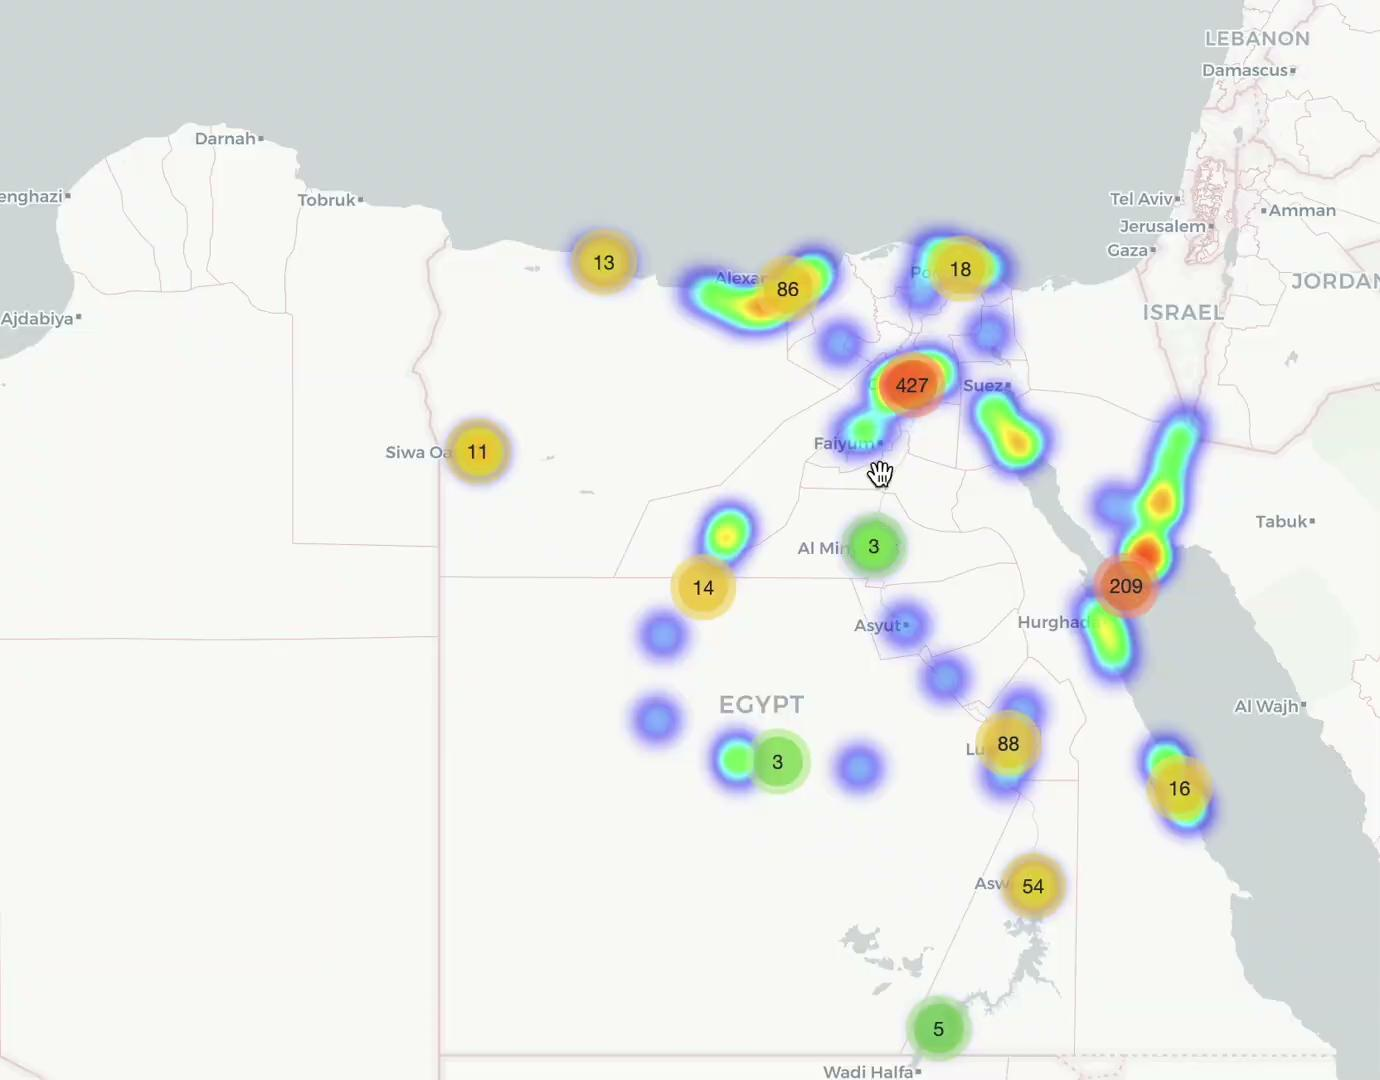 LEBANON
Damascus
Darnah
enghazi
Tobruk
Tel Aviv
Amman
Jerusalem
Gaza
13
18
Alexa
86
JORDAN
Ajdabiya
ISRAEL
427
Suez
Faiyum
Siwa Oa
11
Tabuk
Al Min
3
14
209
Asyut
Hurghada
EGYPT
Al Wajh
88
Lu
3
16
Asw
54
5
Wadi Halfa